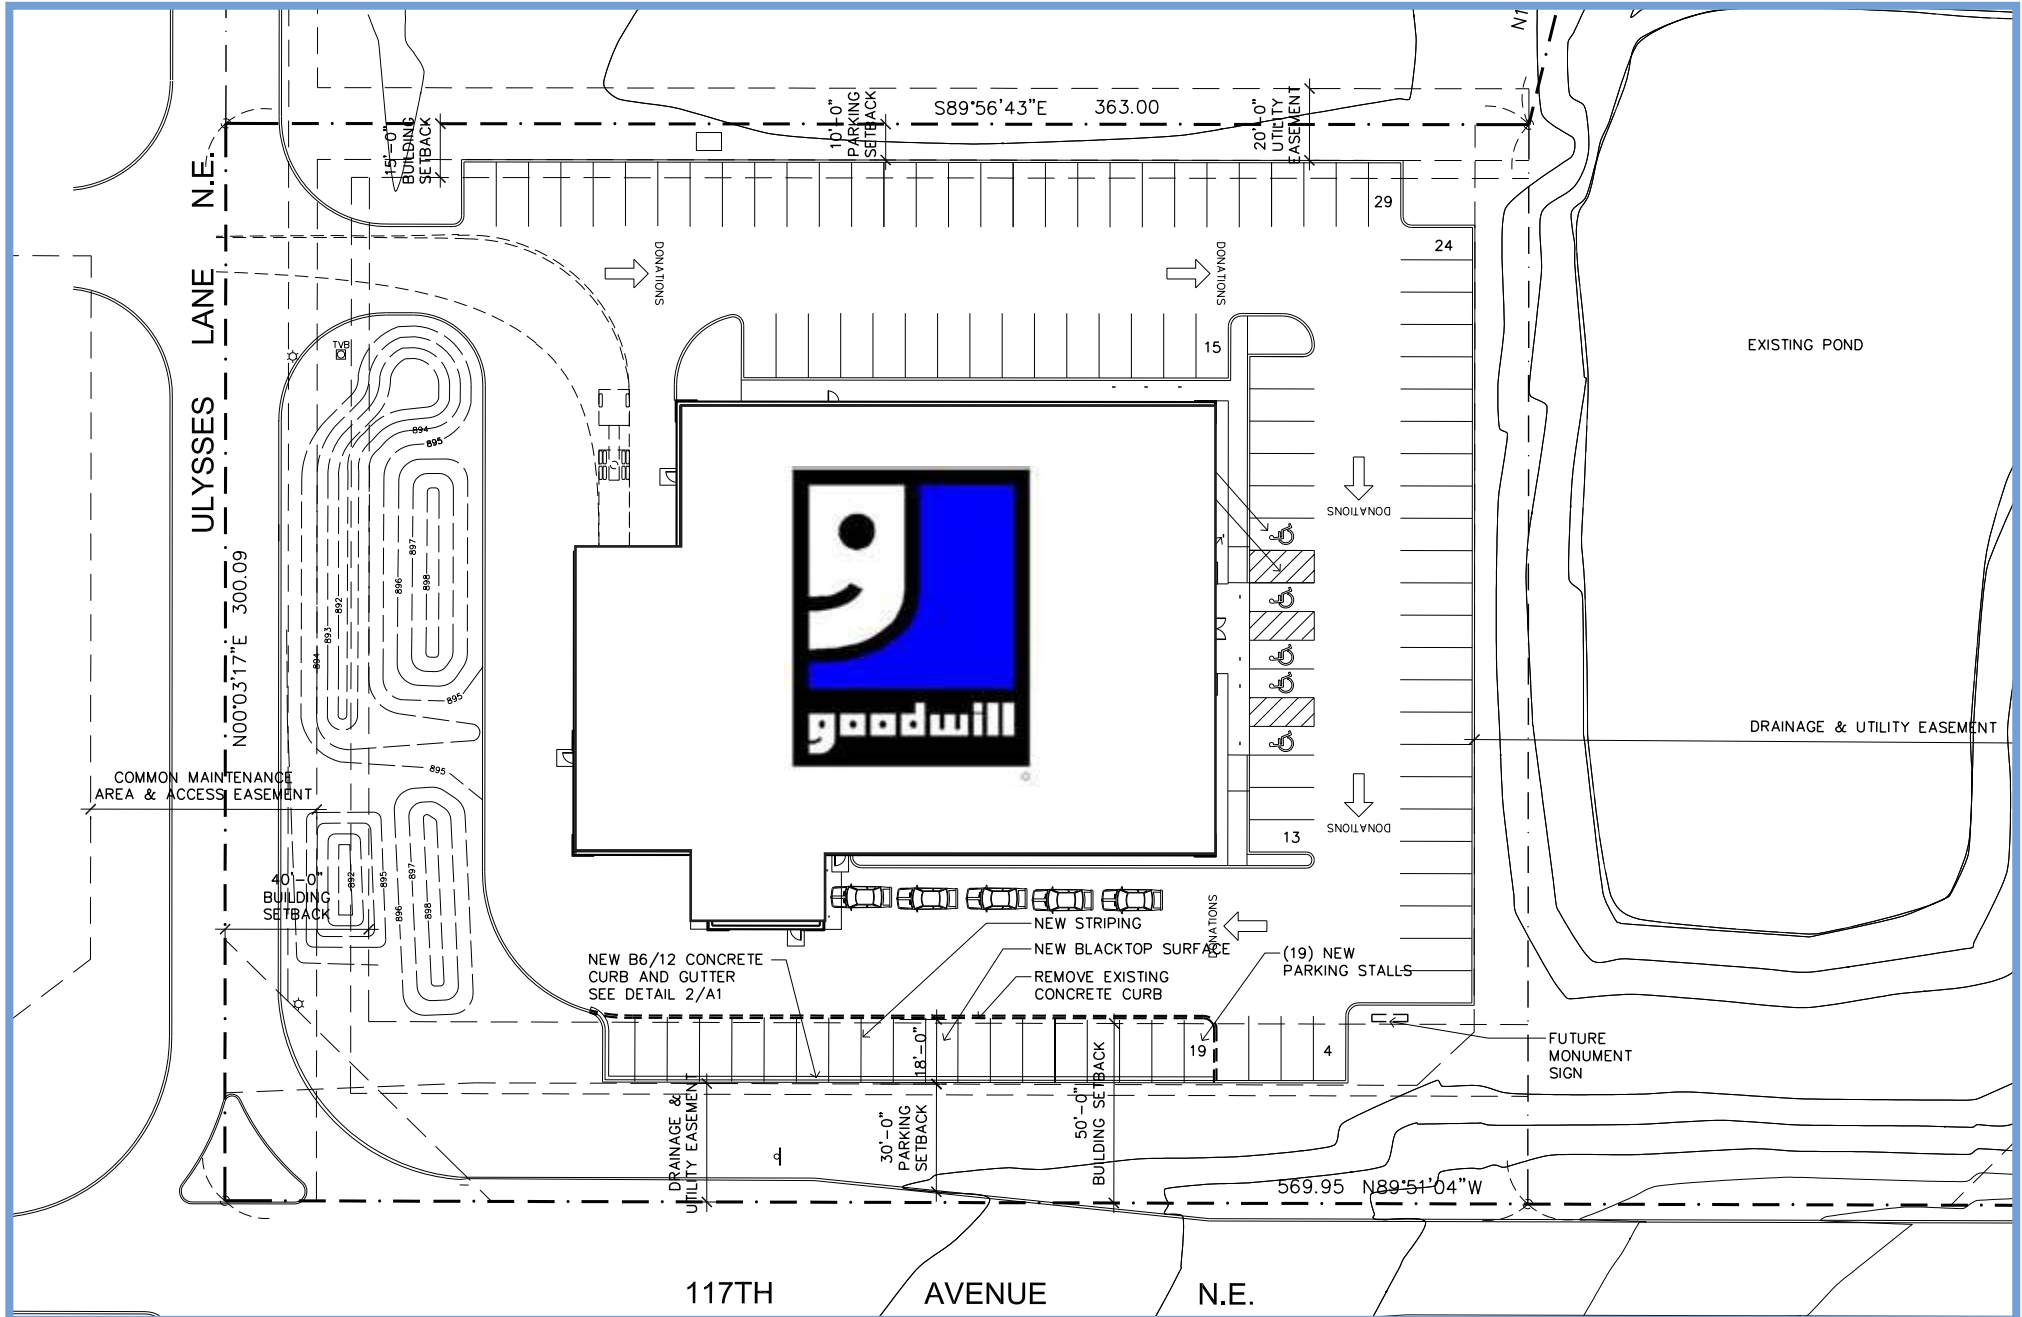 N1
S89°56'43"E 363.00
15'-0"
BUILDING
SETBACK
10'-0"
PARKING
SETBACK
20'-0"
UTILITY
EASEMENT
29
24
DONATIONS
DONATIONS
TVB
15
ULYSSES LANE N.E.
N00°03'17"E 300.09
EXISTING POND
894
895
897
896
898
892
893
894
895
895
goodwill
DONATIONS
DRAINAGE & UTILITY EASEMENT
COMMON MAINTENANCE
AREA & ACCESS EASEMENT
DONATIONS
13
40'-0"
BUILDING
SETBACK
892
895
897
896
898
DONATIONS
NEW STRIPING
NEW BLACKTOP SURFACE
REMOVE EXISTING
CONCRETE CURB
NEW B6/12 CONCRETE
CURB AND GUTTER
SEE DETAIL 2/A1
(19) NEW
PARKING STALLS
18'-0"
19
4
FUTURE
MONUMENT
SIGN
DRAINAGE &
UTILITY EASEMENT
30'-0"
PARKING
SETBACK
50'-0"
BUILDING SETBACK
569.95 N89°51'04"W
117TH AVENUE N.E.